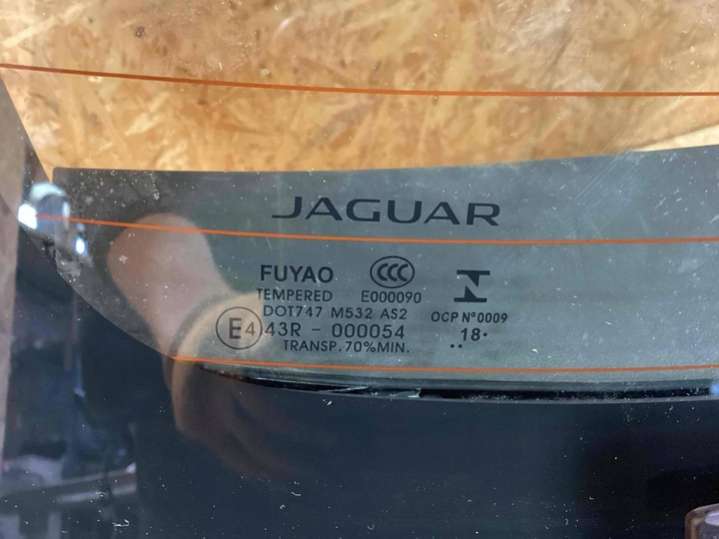 JAGUAR
FUYAO CCC
TEMPERED E000090
DOT747 M532 AS2
E4 43R - 000054
TRANSP. 70%MIN.
OCP Nº0009
18.
..